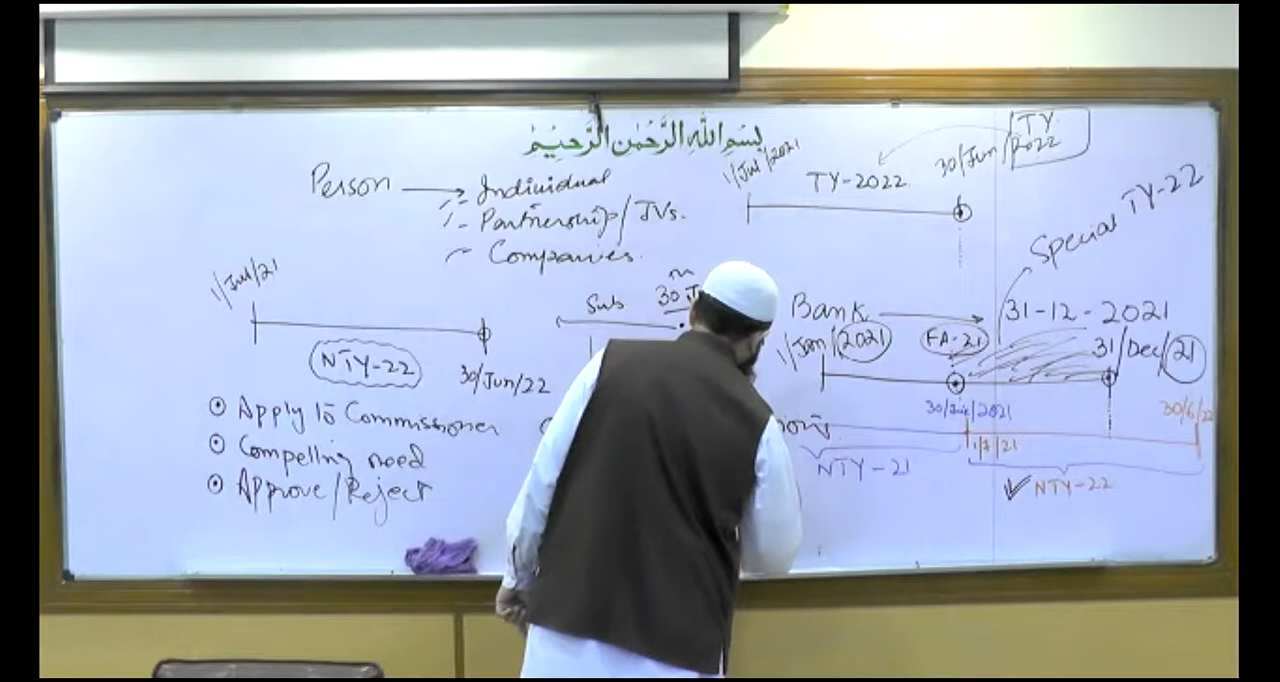 بِسْمِ اللهِ الرَّحْمٰنِ الرَّحِيْمِ
Person → Individual
- Partnership/JVs.
- Companies.
1/Jul/2021
TY-2022
30/Jun/2022
TY
Special TY-22
1/Jul/21
NTY-22
30/Jun/22
Sub
30
Bank → 31-12-2021
1/Jan/2021
FA-21
31/Dec/21
30/Jun/2021
1/7/21
30/6/22
NTY-21
✓ NTY-22
⊙ Apply to Commissioner
⊙ Compelling need
⊙ Approve/Reject